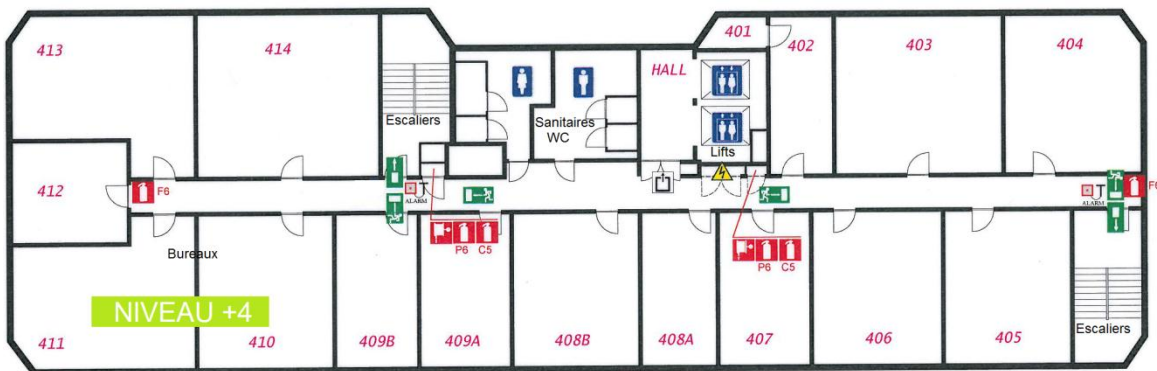 401
413
414
402
403
404
HALL
Escaliers
Sanitaires
WC
Lifts
412
F6
ALARM
ALARM
F6
P6 C5
P6 C5
Bureaux
NIVEAU +4
Escaliers
411
410
409B
409A
408B
408A
407
406
405